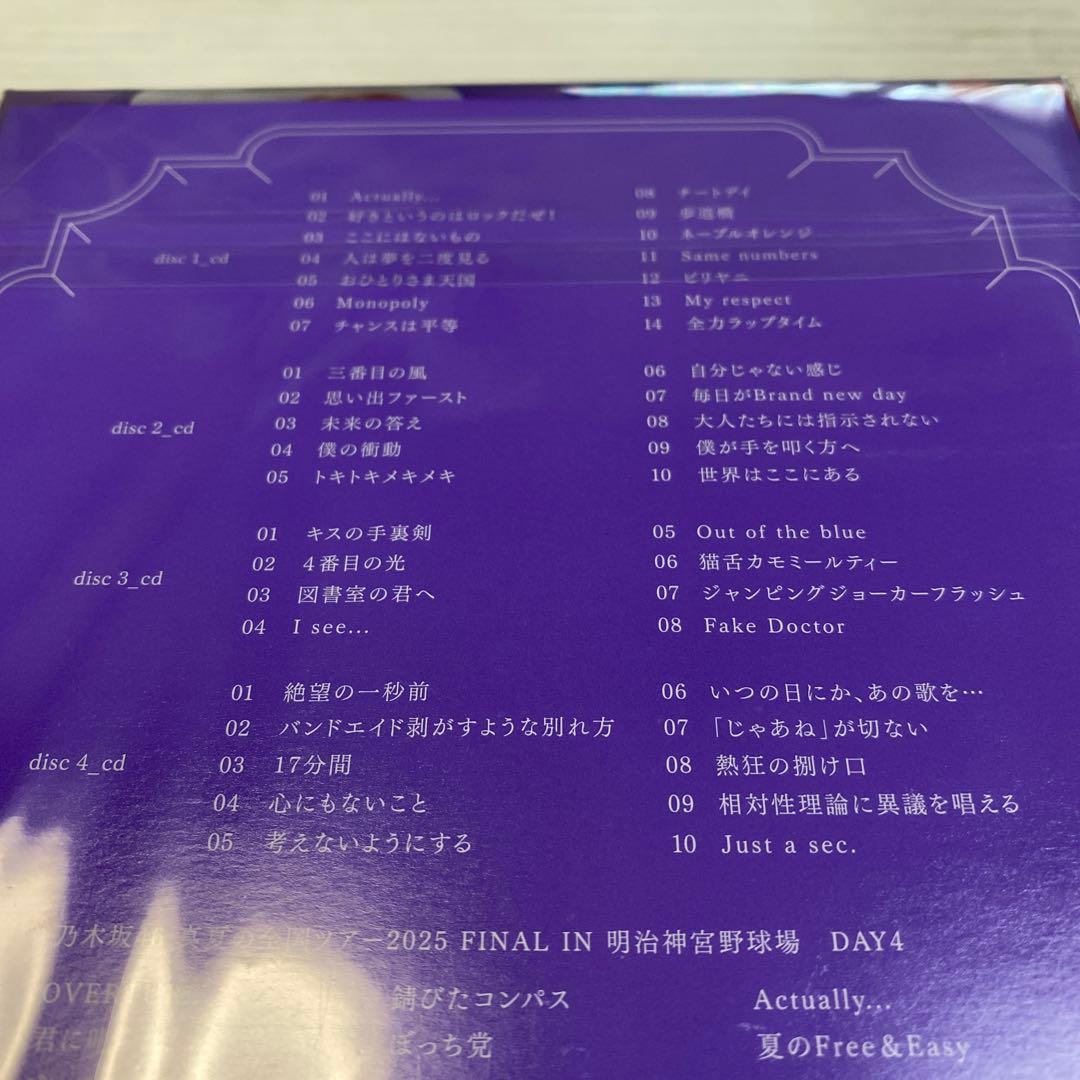 disc 1_cd
01 Actually...
02 好きというのはロックだぜ!
03 ここにはないもの
04 人は夢を二度見る
05 おひとりさま天国
06 Monopoly
07 チャンスは平等
08 チートデイ
09 歩道橋
10 ネーブルオレンジ
11 Same numbers
12 ビリヤニ
13 My respect
14 全力ラップタイム
disc 2_cd
01 三番目の風
02 思い出ファースト
03 未来の答え
04 僕の衝動
05 トキトキメキメキ
06 自分じゃない感じ
07 毎日がBrand new day
08 大人たちには指示されない
09 僕が手を叩く方へ
10 世界はここにある
disc 3_cd
01 キスの手裏剣
02 4番目の光
03 図書室の君へ
04 I see...
05 Out of the blue
06 猫舌カモミールティー
07 ジャンピングジョーカーフラッシュ
08 Fake Doctor
disc 4_cd
01 絶望の一秒前
02 バンドエイド剥がすような別れ方
03 17分間
04 心にもないこと
05 考えないようにする
06 いつの日にか、あの歌を…
07 「じゃあね」が切ない
08 熱狂の捌け口
09 相対性理論に異議を唱える
10 Just a sec.
乃木坂46 真夏の全国ツアー2025 FINAL IN 明治神宮野球場 DAY4
錆びたコンパス
Actually...
君に
ぼっち党
夏のFree&Easy